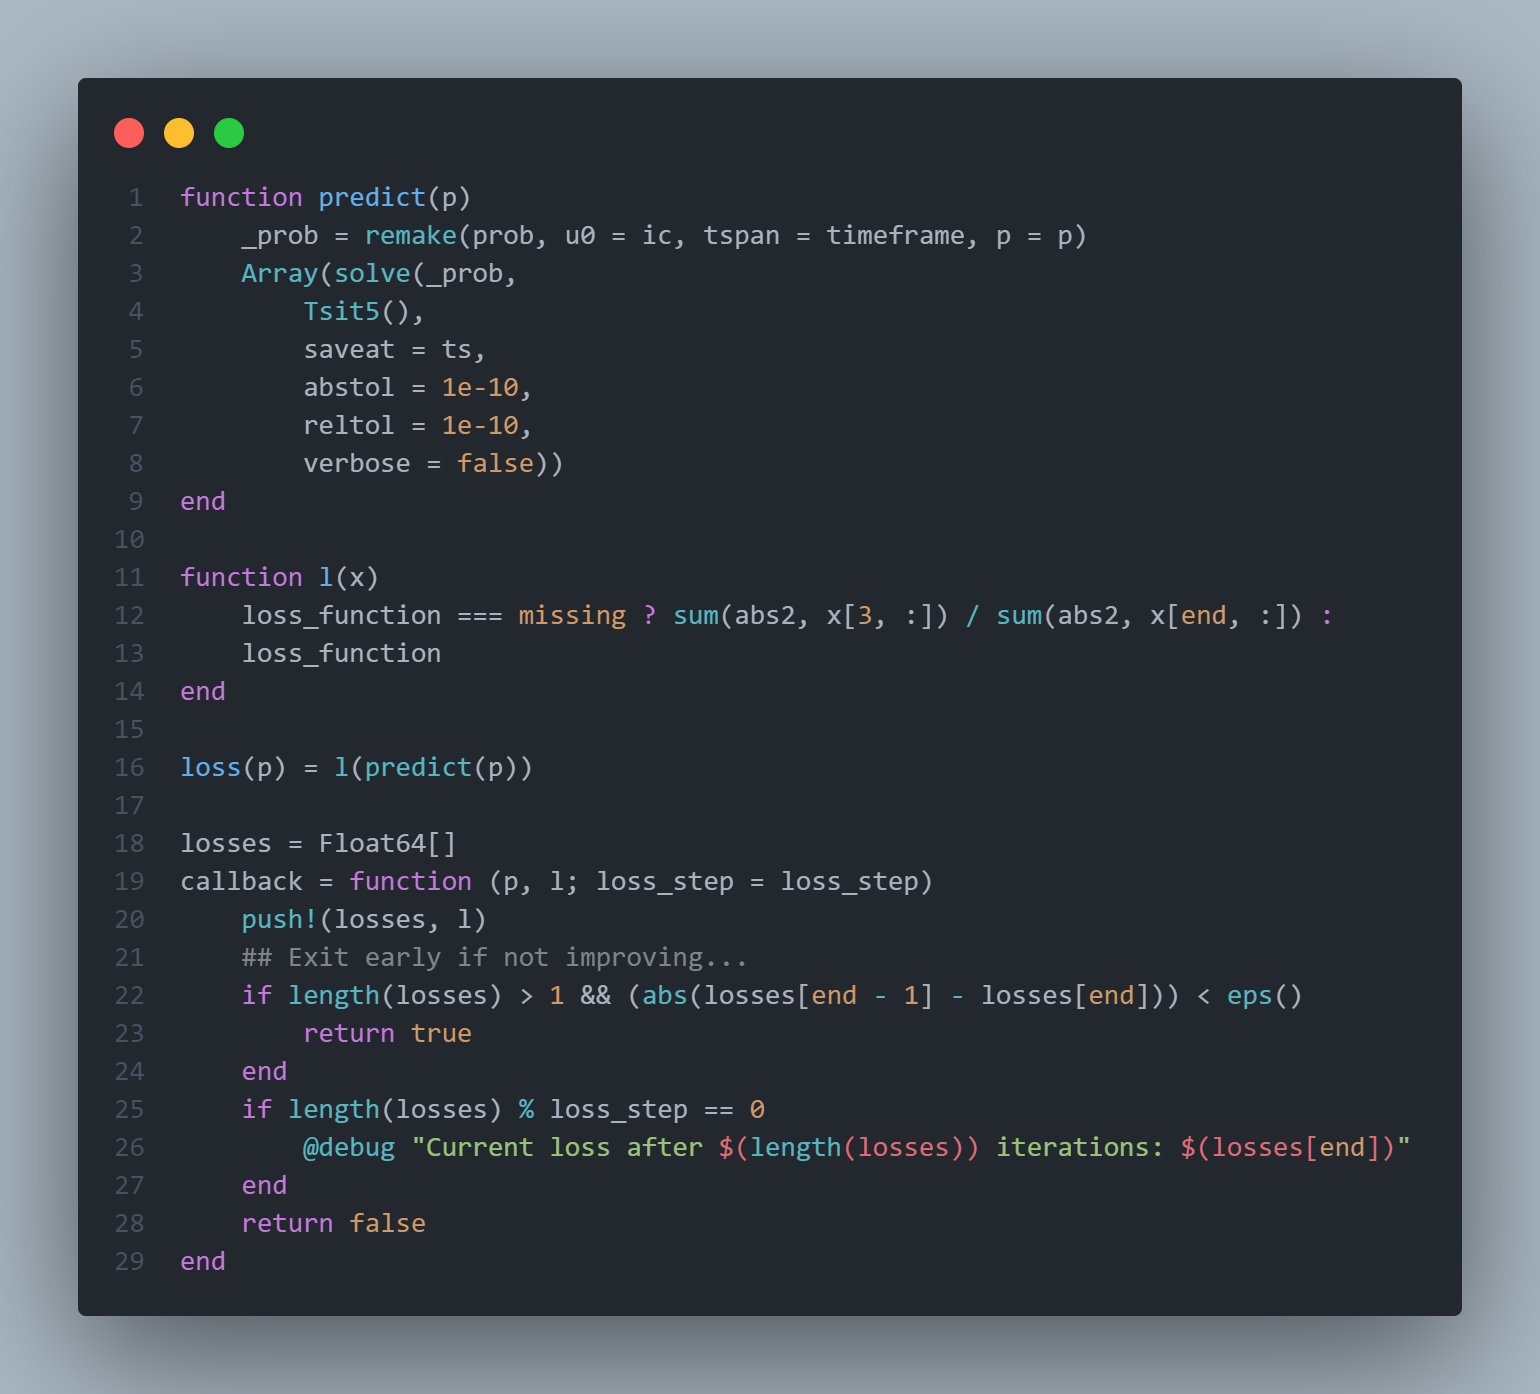 1 function predict(p)
2     _prob = remake(prob, u0 = ic, tspan = timeframe, p = p)
3     Array(solve(_prob,
4         Tsit5(),
5         saveat = ts,
6         abstol = 1e-10,
7         reltol = 1e-10,
8         verbose = false))
9 end
10
11 function l(x)
12     loss_function === missing ? sum(abs2, x[3, :]) / sum(abs2, x[end, :]) :
13     loss_function
14 end
15
16 loss(p) = l(predict(p))
17
18 losses = Float64[]
19 callback = function (p, l; loss_step = loss_step)
20     push!(losses, l)
21     ## Exit early if not improving...
22     if length(losses) > 1 && (abs(losses[end - 1] - losses[end])) < eps()
23         return true
24     end
25     if length(losses) % loss_step == 0
26         @debug "Current loss after $(length(losses)) iterations: $(losses[end])"
27     end
28     return false
29 end